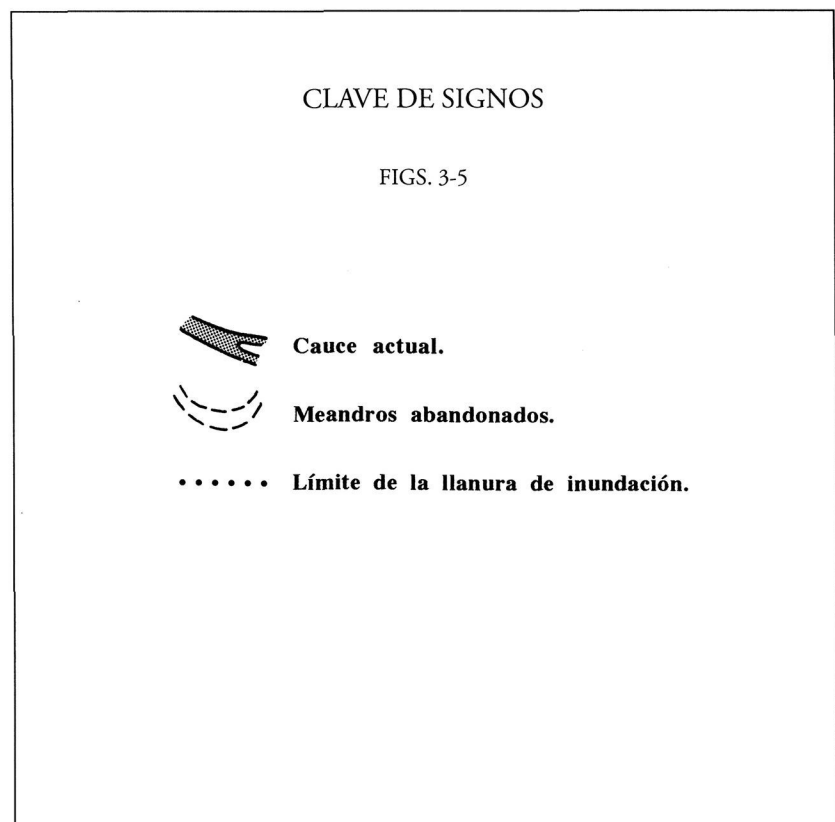 CLAVE DE SIGNOS
FIGS. 3-5
Cauce actual.
Meandros abandonados.
Límite de la llanura de inundación.